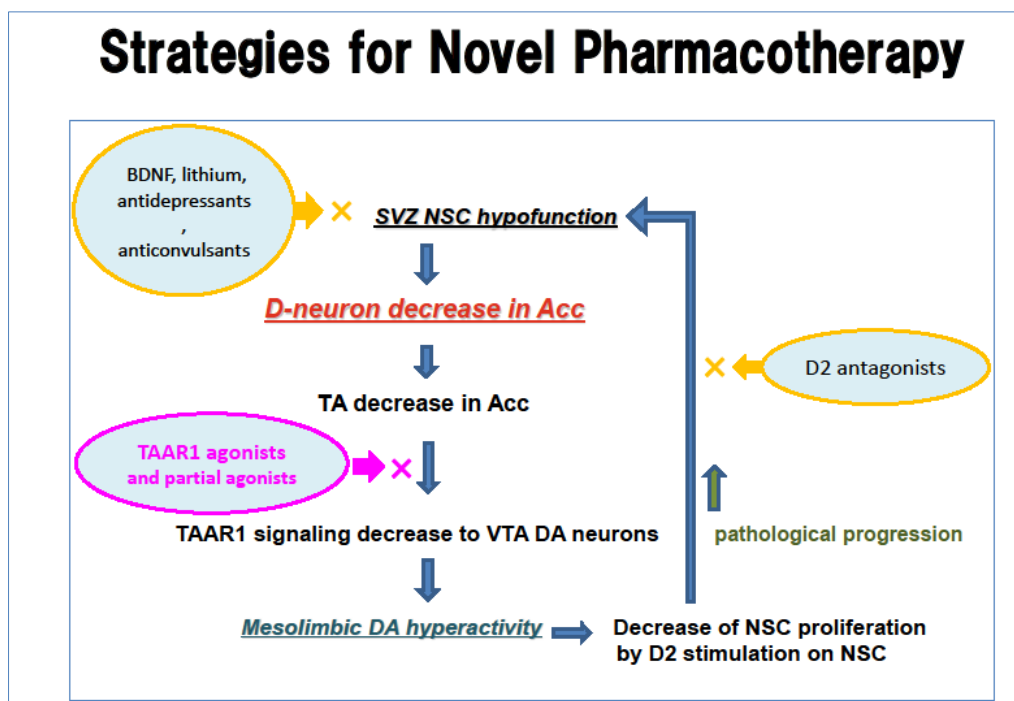 Strategies for Novel Pharmacotherapy
BDNF, lithium,
antidepressants
,
anticonvulsants
SVZ NSC hypofunction
D-neuron decrease in Acc
D2 antagonists
TA decrease in Acc
TAAR1 agonists
and partial agonists
TAAR1 signaling decrease to VTA DA neurons
pathological progression
Mesolimbic DA hyperactivity
Decrease of NSC proliferation
by D2 stimulation on NSC